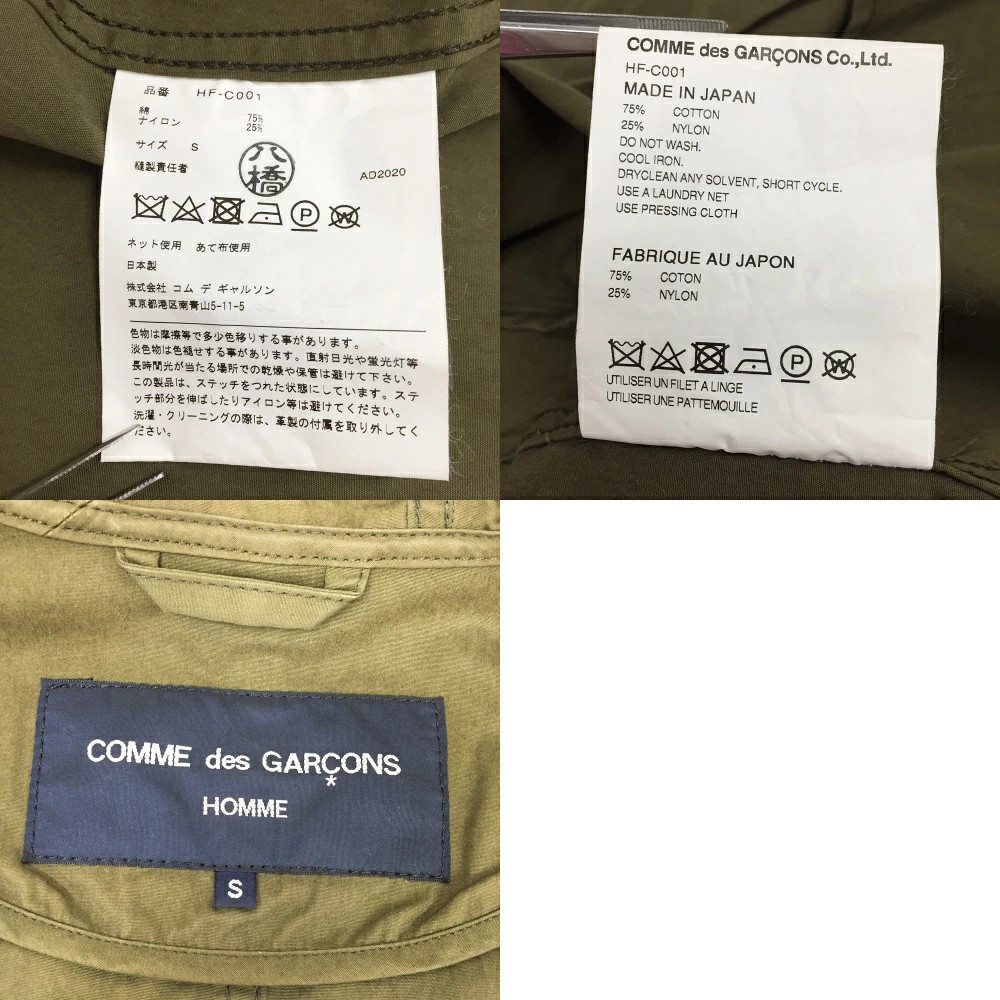 品番 HF-C001
綿 75%
ナイロン 25%
サイズ S
縫製責任者
八橋
AD2020
P
W
ネット使用 あて布使用
日本製
株式会社 コム デ ギャルソン
東京都港区南青山5-11-5
色物は摩擦等で多少色移りする事があります。
淡色物は色褪せする事があります。直射日光や蛍光灯等
長時間光が当たる場所での乾燥や保管は避けて下さい。
この製品は、ステッチをつれた状態にしています。ステ
ッチ部分を伸ばしたりアイロン等は避けてください。
洗濯・クリーニングの際は、革製の付属を取り外してく
ださい。
COMME des GARÇONS Co.,Ltd.
HF-C001
MADE IN JAPAN
75% COTTON
25% NYLON
DO NOT WASH.
COOL IRON.
DRYCLEAN ANY SOLVENT, SHORT CYCLE.
USE A LAUNDRY NET
USE PRESSING CLOTH
FABRIQUE AU JAPON
75% COTON
25% NYLON
P
W
UTILISER UN FILET A LINGE
UTILISER UNE PATTEMOUILLE
COMME des GARÇONS
HOMME
S